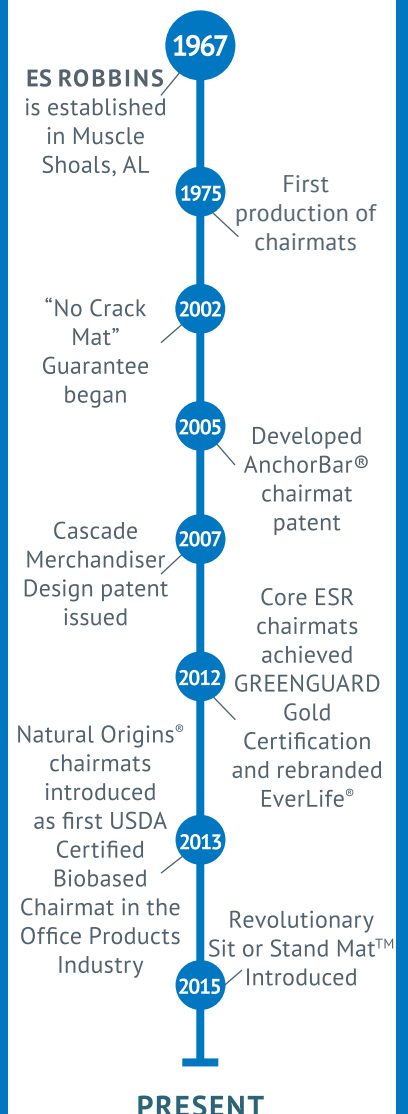 1967
ES ROBBINS
is established
in Muscle
Shoals, AL
1975
First
production of
chairmats
2002
“No Crack
Mat”
Guarantee
began
2005
Developed
AnchorBar®
chairmat
patent
2007
Cascade
Merchandiser
Design patent
issued
2012
Core ESR
chairmats
achieved
GREENGUARD
Gold
Certification
and rebranded
EverLife®
2013
Natural Origins®
chairmats
introduced
as first USDA
Certified
Biobased
Chairmat in the
Office Products
Industry
2015
Revolutionary
Sit or Stand Mat™
Introduced
PRESENT